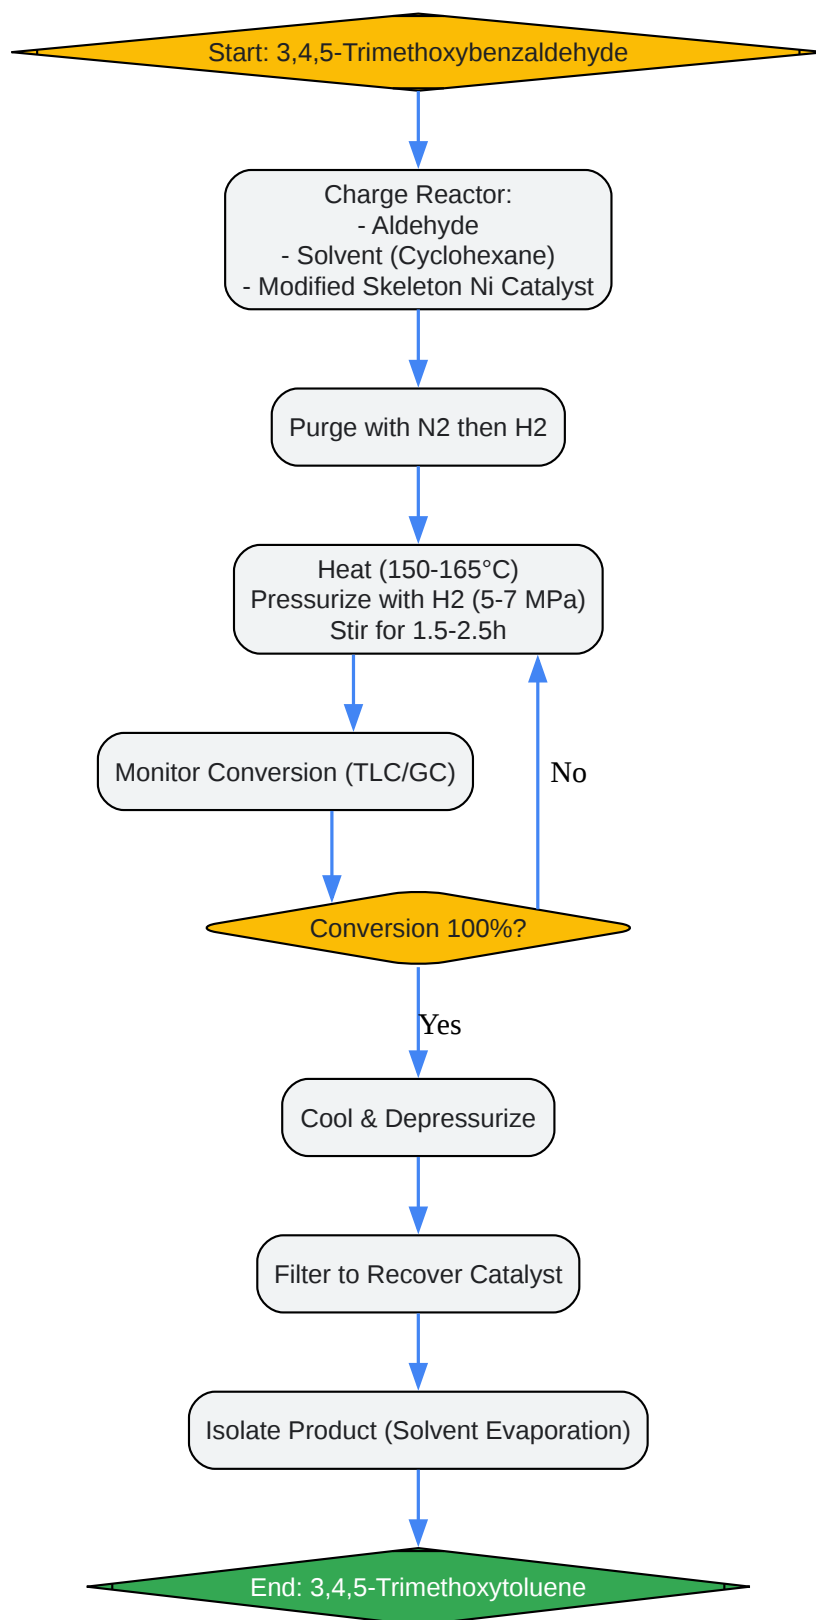 Start: 3,4,5-Trimethoxybenzaldehyde
Charge Reactor:
- Aldehyde
- Solvent (Cyclohexane)
- Modified Skeleton Ni Catalyst
Purge with N2 then H2
Heat (150-165°C)
Pressurize with H2 (5-7 MPa)
Stir for 1.5-2.5h
Monitor Conversion (TLC/GC)
No
Conversion 100%?
Yes
Cool & Depressurize
Filter to Recover Catalyst
Isolate Product (Solvent Evaporation)
End: 3,4,5-Trimethoxytoluene